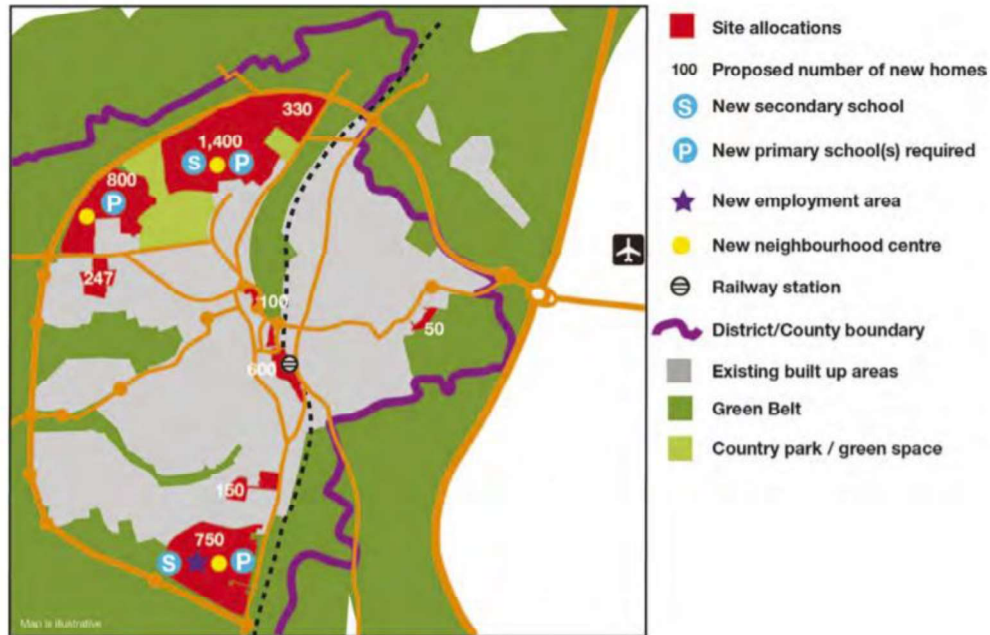 330
1,400
S
P
800
P
247
100
50
600
150
750
S
P
Map is illustrative
Site allocations
100 Proposed number of new homes
S New secondary school
P New primary school(s) required
New employment area
New neighbourhood centre
Railway station
District/County boundary
Existing built up areas
Green Belt
Country park / green space